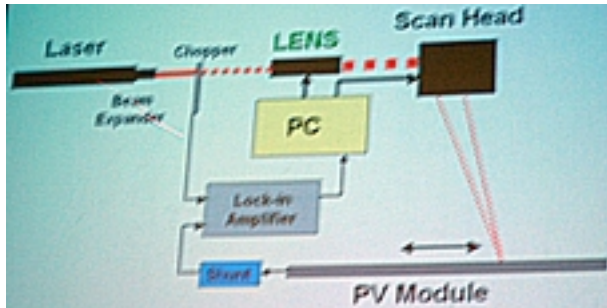 Scan Head
LENS
Laser
Chopper
Beam
Expander
PC
Lock-in
Amplifier
Shunt
PV Module